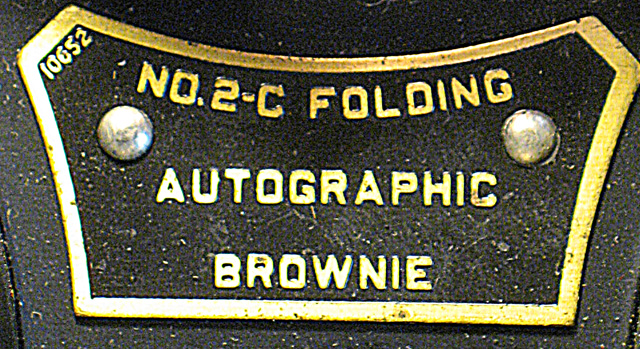 10652
NO.2-C FOLDING
AUTOGRAPHIC
BROWNIE